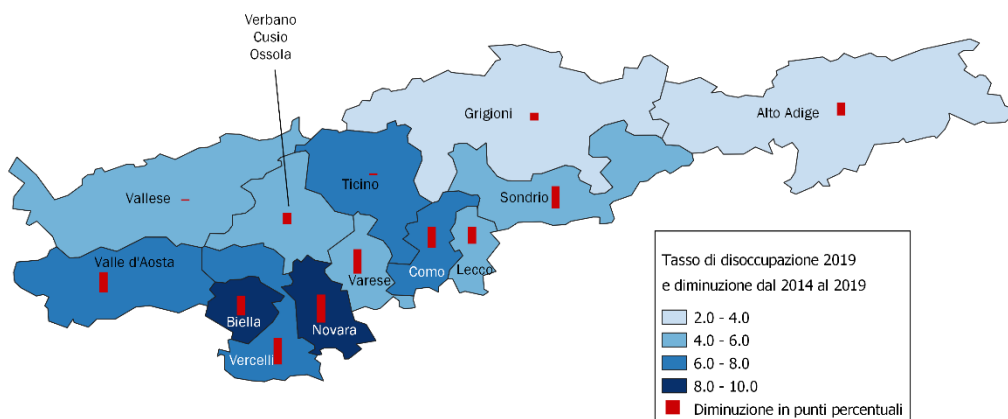 Verbano
Cusio
Ossola
Grigioni
Alto Adige
Ticino
Vallese
Sondrio
Valle d'Aosta
Varese
Como
Lecco
Biella
Novara
Vercelli
Tasso di disoccupazione 2019
e diminuzione dal 2014 al 2019
2.0 - 4.0
4.0 - 6.0
6.0 - 8.0
8.0 - 10.0
Diminuzione in punti percentuali